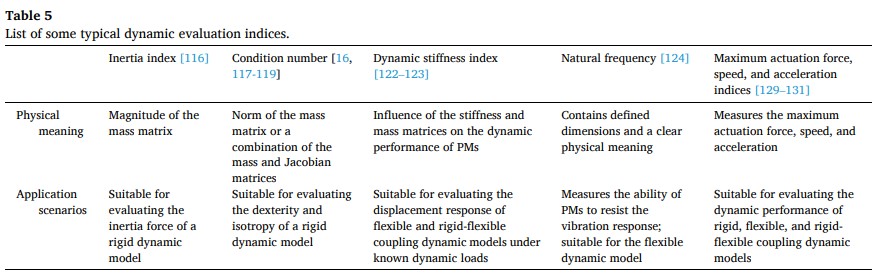 Table 5
List of some typical dynamic evaluation indices.
Inertia index [116]
Condition number [16,
117-119]
Dynamic stiffness index
[122–123]
Natural frequency [124]
Maximum actuation force,
speed, and acceleration
indices [129–131]
Physical
meaning
Magnitude of the
mass matrix
Norm of the mass
matrix or a
combination of the
mass and Jacobian
matrices
Influence of the stiffness and
mass matrices on the dynamic
performance of PMs
Contains defined
dimensions and a clear
physical meaning
Measures the maximum
actuation force, speed, and
acceleration
Application
scenarios
Suitable for
evaluating the
inertia force of a
rigid dynamic
model
Suitable for evaluating
the dexterity and
isotropy of a rigid
dynamic model
Suitable for evaluating the
displacement response of
flexible and rigid-flexible
coupling dynamic models under
known dynamic loads
Measures the ability of
PMs to resist the
vibration response;
suitable for the flexible
dynamic model
Suitable for evaluating the
dynamic performance of
rigid, flexible, and rigid-
flexible coupling dynamic
models